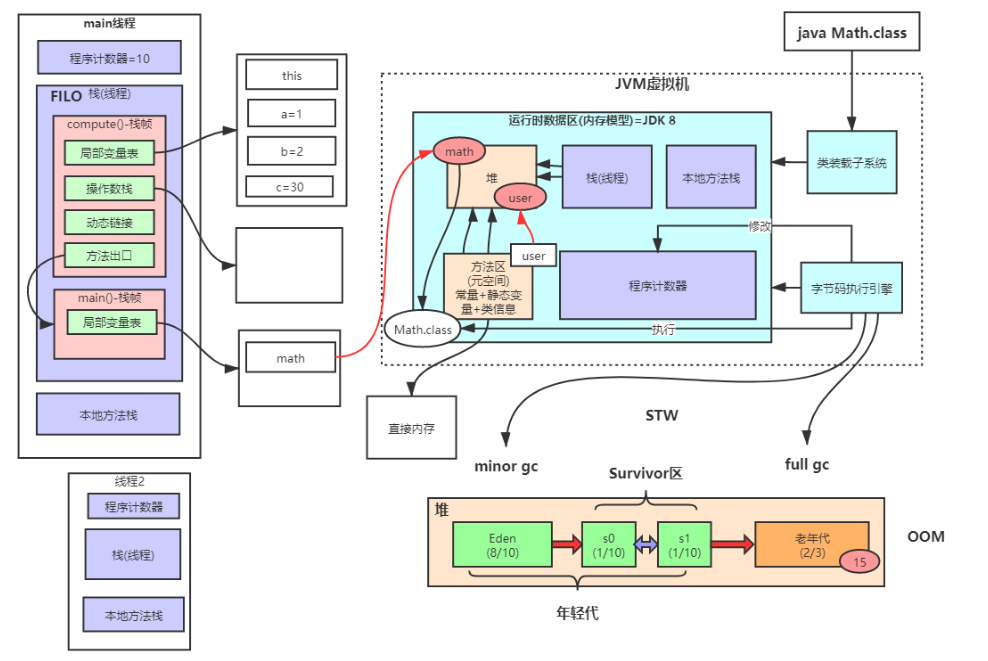 main线程
程序计数器=10
FILO 栈(线程)
compute()-栈帧
局部变量表
操作数栈
动态链接
方法出口
main()-栈帧
局部变量表
本地方法栈
this
a=1
b=2
c=30
math
线程2
程序计数器
栈(线程)
本地方法栈
java Math.class
JVM虚拟机
运行时数据区(内存模型)=JDK 8
math
堆
user
栈(线程)
本地方法栈
类装载子系统
user
修改
方法区
(元空间)
常量+静态变
量+类信息
程序计数器
字节码执行引擎
Math.class
执行
直接内存
STW
minor gc
full gc
Survivor区
堆
Eden
(8/10)
s0
(1/10)
s1
(1/10)
老年代
(2/3)
15
OOM
年轻代